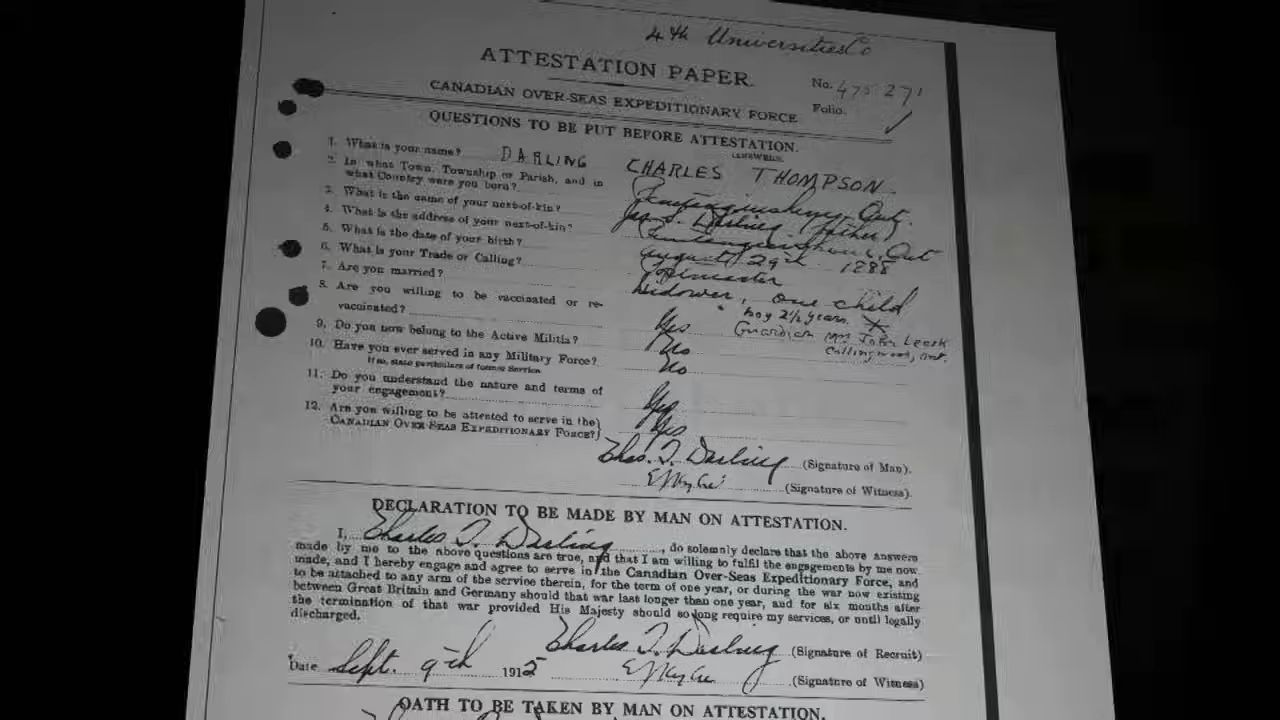 4th Universities Co
ATTESTATION PAPER.
No. 475 271
Folio.
CANADIAN OVER-SEAS EXPEDITIONARY FORCE
QUESTIONS TO BE PUT BEFORE ATTESTATION.
(ANSWERS).
1. What is your name? DARLING CHARLES THOMPSON
2. In what Town, Township or Parish, and in
what Country were you born? Ont.
3. What is the name of your next-of-kin? Jas. T. Darling (father)
4. What is the address of your next-of-kin? Ont
5. What is the date of your birth? August 29th 1888
6. What is your Trade or Calling?
7. Are you married? Widower, one child
boy 2½ years.
8. Are you willing to be vaccinated or re-
vaccinated? Yes
Guardian Mrs John Leask
Collingwood, Ont.
9. Do you now belong to the Active Militia? No
10. Have you ever served in any Military Force? No
If so, state particulars of former Service.
11. Do you understand the nature and terms of
your engagement? Yes
12. Are you willing to be attested to serve in the
CANADIAN OVER-SEAS EXPEDITIONARY FORCE? Yes
Chas. T. Darling (Signature of Man).
(Signature of Witness).
DECLARATION TO BE MADE BY MAN ON ATTESTATION.
I, Charles T. Darling, do solemnly declare that the above answers
made by me to the above questions are true, and that I am willing to fulfil the engagements by me now
made, and I hereby engage and agree to serve in the Canadian Over-Seas Expeditionary Force, and
to be attached to any arm of the service therein, for the term of one year, or during the war now existing
between Great Britain and Germany should that war last longer than one year, and for six months after
the termination of that war provided His Majesty should so long require my services, or until legally
discharged.
Charles T. Darling (Signature of Recruit)
Date Sept. 9th 1915 (Signature of Witness)
OATH TO BE TAKEN BY MAN ON ATTESTATION.